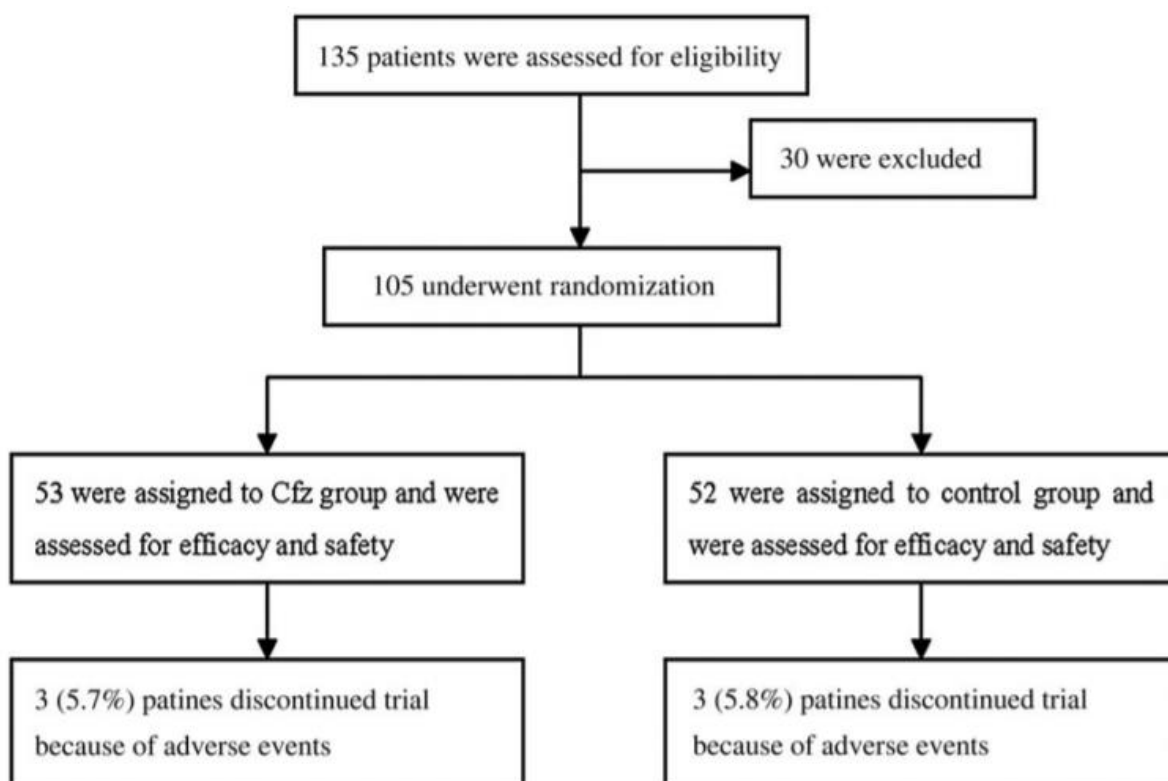 135 patients were assessed for eligibility
30 were excluded
105 underwent randomization
53 were assigned to Cfz group and were
assessed for efficacy and safety
52 were assigned to control group and
were assessed for efficacy and safety
3 (5.7%) patines discontinued trial
because of adverse events
3 (5.8%) patines discontinued trial
because of adverse events